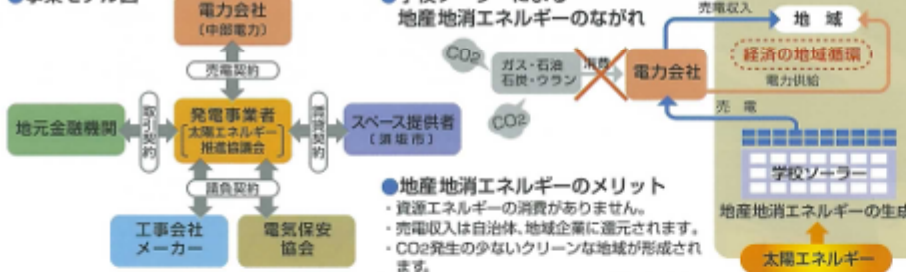 事業モデル図
電力会社
(中部電力)
売電契約
地元金融機関
取引契約
発電事業者
[太陽エネルギー
推進協議会]
賃貸契約
スペース提供者
[須坂市]
請負契約
工事会社
メーカー
電気保安
協会
地産地消エネルギーのながれ
CO2
ガス・石油
石炭・ウラン
CO2
消費
電力会社
売電収入
地 域
経済の地域循環
電力供給
売 電
学校ソーラー
地産地消エネルギーの生成
太陽エネルギー
●地産地消エネルギーのメリット
・資源エネルギーの消費がありません。
・売電収入は自治体、地域企業に還元されます。
・CO2発生の少ないクリーンな地域が形成され
ます。